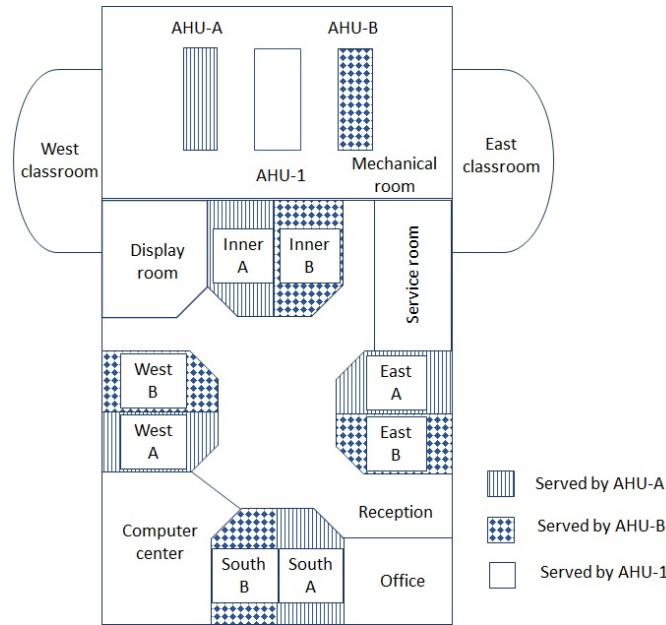 AHU-A
AHU-B
AHU-1
Mechanical
room
West
classroom
East
classroom
Display
room
Inner
A
Inner
B
Service room
West
B
West
A
East
A
East
B
Computer
center
South
B
South
A
Reception
Office
Served by AHU-A
Served by AHU-B
Served by AHU-1